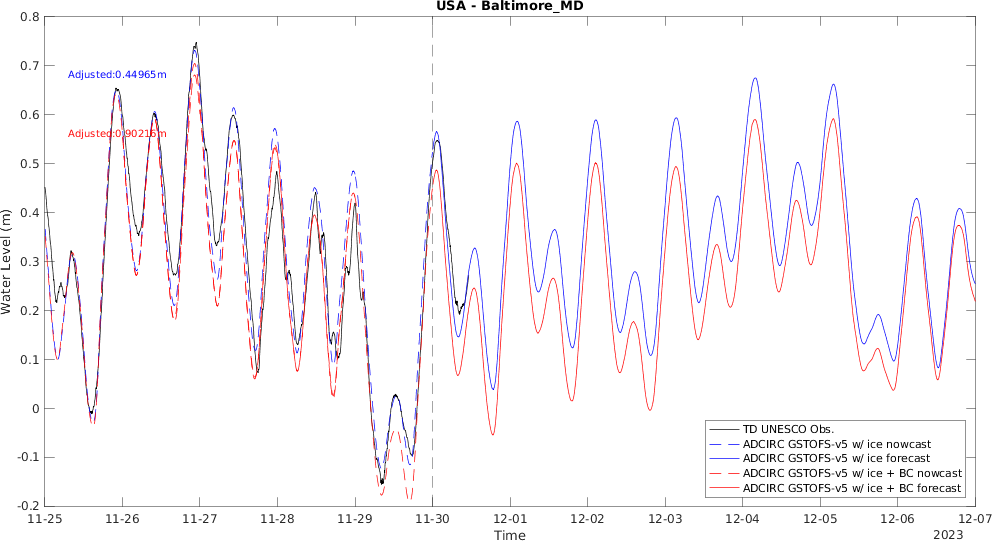 USA - Baltimore_MD
0.8
0.7
0.6
0.5
0.4
0.3
0.2
0.1
0
-0.1
-0.2
Water Level (m)
Adjusted:0.44965m
Adjusted:0.90216m
TD UNESCO Obs.
ADCIRC GSTOFS-v5 w/ ice nowcast
ADCIRC GSTOFS-v5 w/ ice forecast
ADCIRC GSTOFS-v5 w/ ice + BC nowcast
ADCIRC GSTOFS-v5 w/ ice + BC forecast
11-25 11-26 11-27 11-28 11-29 11-30 12-01 12-02 12-03 12-04 12-05 12-06 12-07
Time
2023